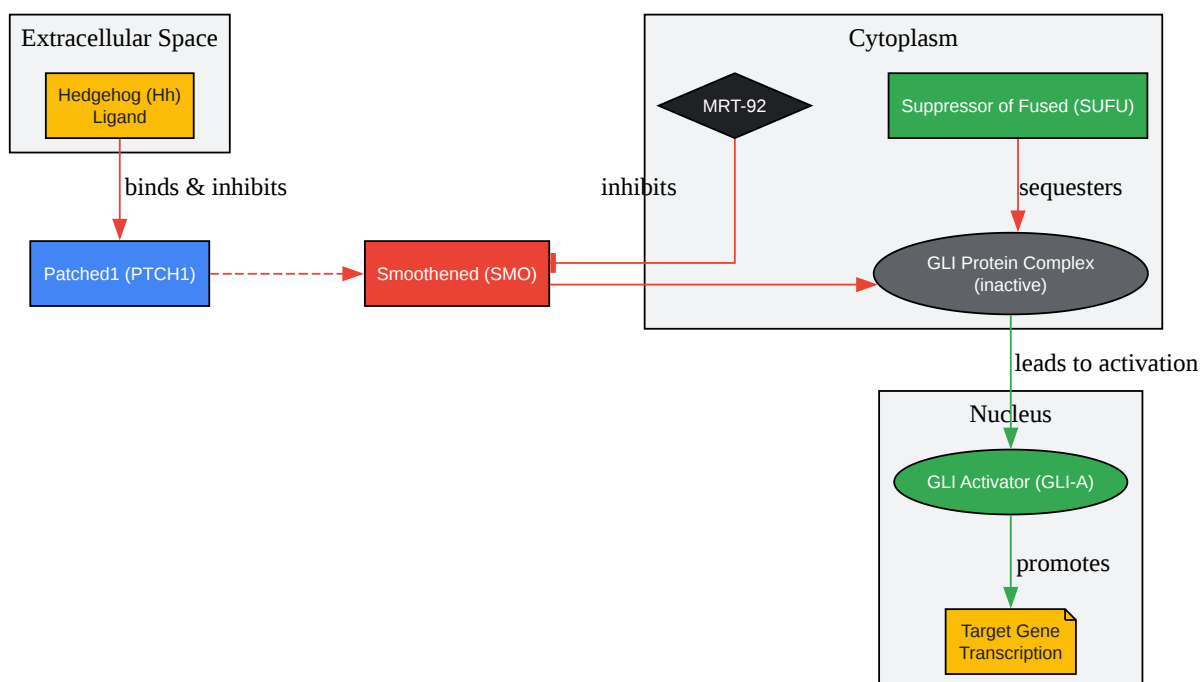 Extracellular Space
Hedgehog (Hh)
Ligand
binds & inhibits
Patched1 (PTCH1)
Smoothened (SMO)
Cytoplasm
MRT-92
inhibits
Suppressor of Fused (SUFU)
sequesters
GLI Protein Complex
(inactive)
leads to activation
Nucleus
GLI Activator (GLI-A)
promotes
Target Gene
Transcription